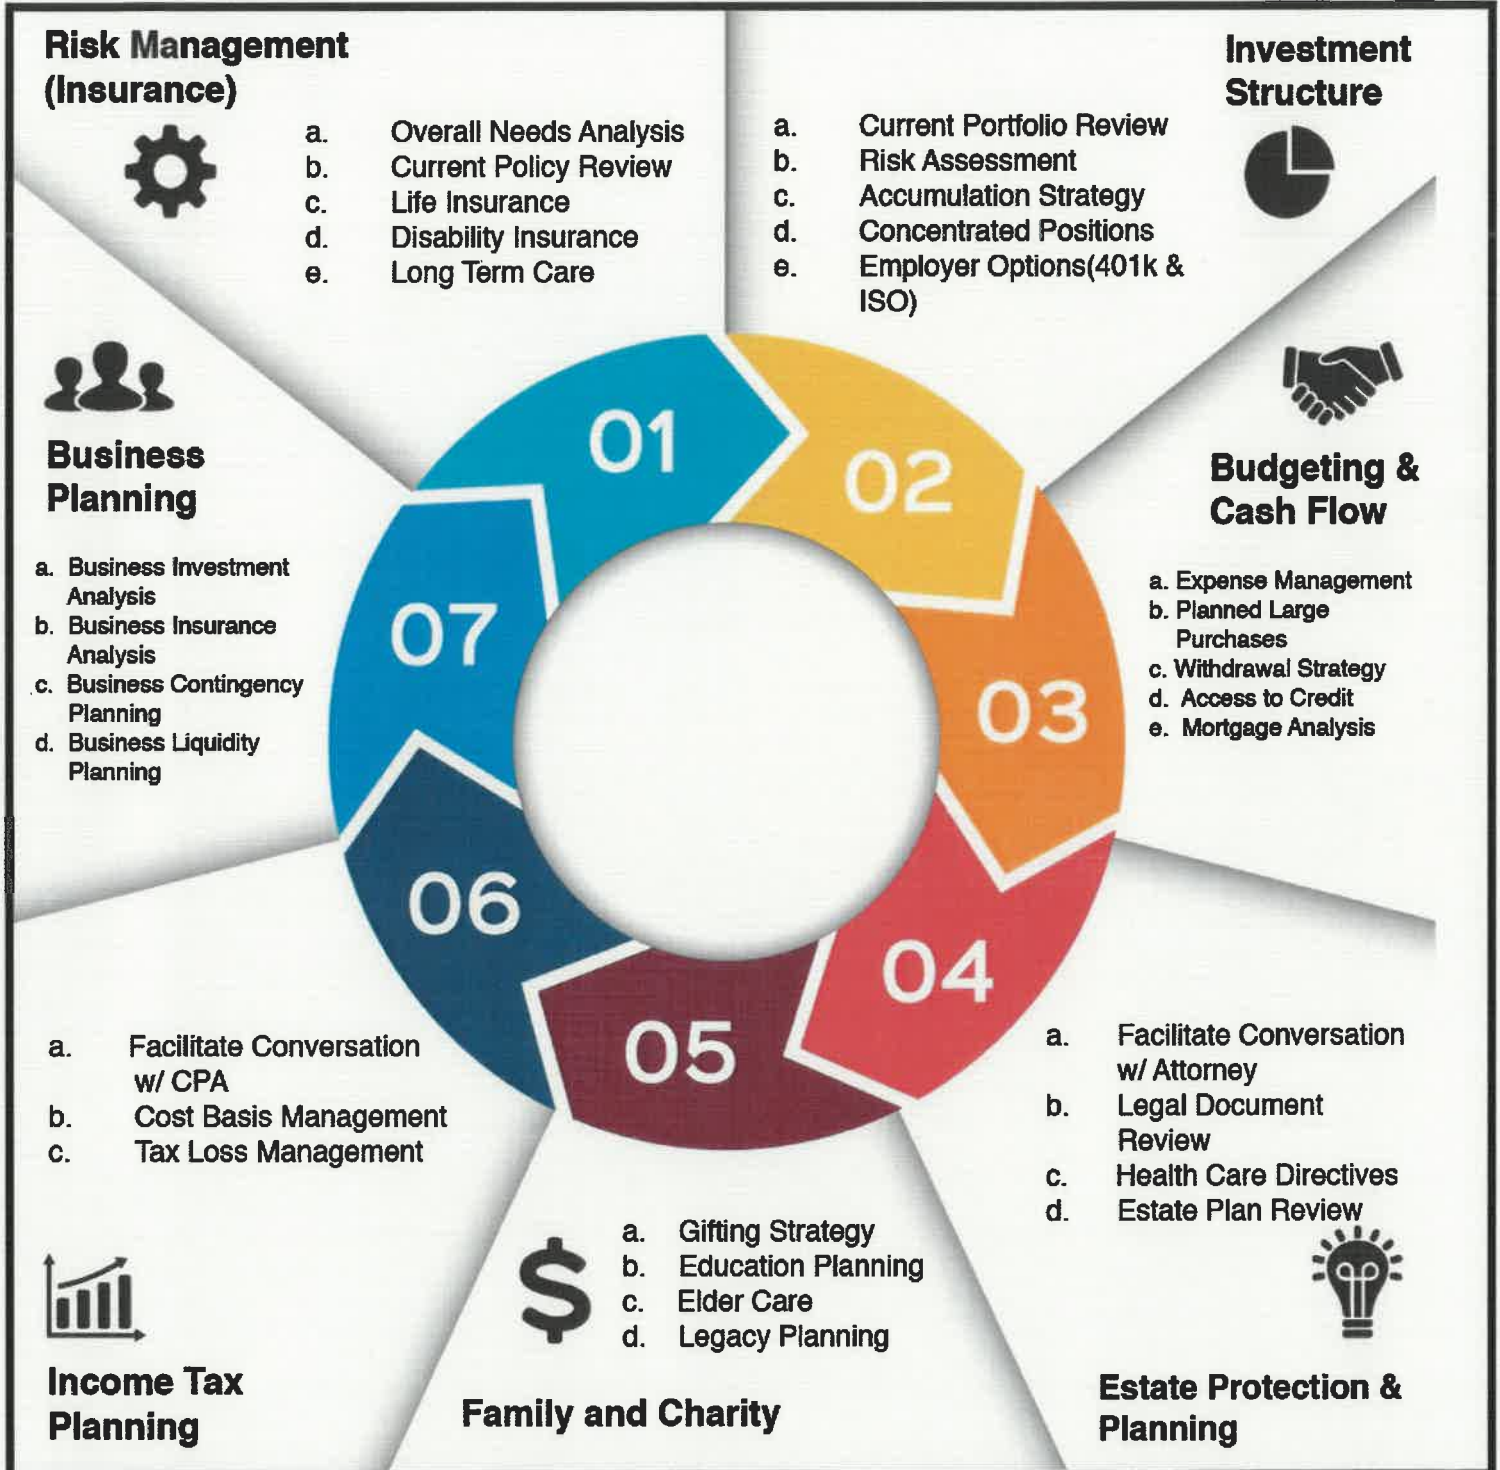 Risk Management
(Insurance)
a. Overall Needs Analysis
b. Current Policy Review
c. Life Insurance
d. Disability Insurance
e. Long Term Care
Investment
Structure
a. Current Portfolio Review
b. Risk Assessment
c. Accumulation Strategy
d. Concentrated Positions
e. Employer Options(401k &
ISO)
Budgeting &
Cash Flow
a. Expense Management
b. Planned Large
Purchases
c. Withdrawal Strategy
d. Access to Credit
e. Mortgage Analysis
a. Facilitate Conversation
w/ Attorney
b. Legal Document
Review
c. Health Care Directives
d. Estate Plan Review
Estate Protection &
Planning
a. Gifting Strategy
b. Education Planning
c. Elder Care
d. Legacy Planning
Family and Charity
a. Facilitate Conversation
w/ CPA
b. Cost Basis Management
c. Tax Loss Management
Income Tax
Planning
Business
Planning
a. Business Investment
Analysis
b. Business Insurance
Analysis
c. Business Contingency
Planning
d. Business Liquidity
Planning
01
02
03
04
05
06
07
$